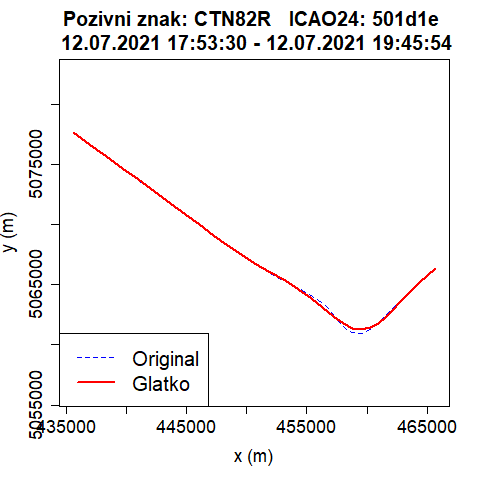 Pozivni znak: CTN82R   ICAO24: 501d1e
12.07.2021 17:53:30 - 12.07.2021 19:45:54
y (m)
5075000
5065000
5055000
Original
Glatko
435000 445000 455000 465000
x (m)